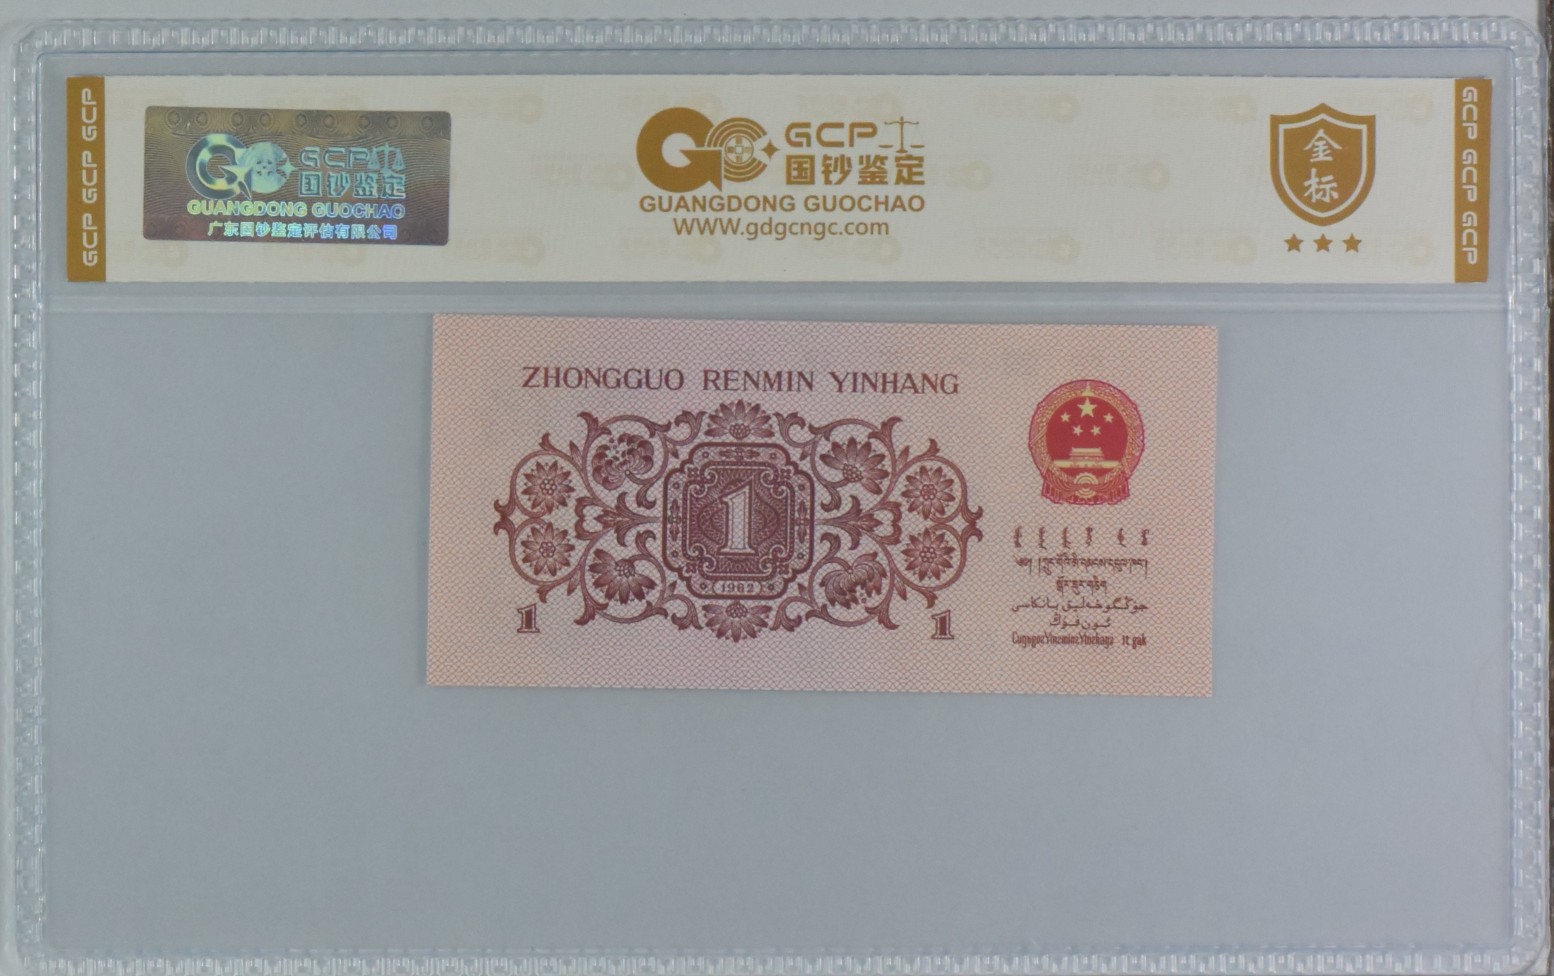 GCP GCP GCP
GCP
国钞鉴定
GUANGDONG GUOCHAO
广东国钞鉴定评估有限公司
GCP
国钞鉴定
GUANGDONG GUOCHAO
WWW.gdgcngc.com
金
标
GCP GCP GCP
ZHONGGUO RENMIN YINHANG
1
(1962)
1
1